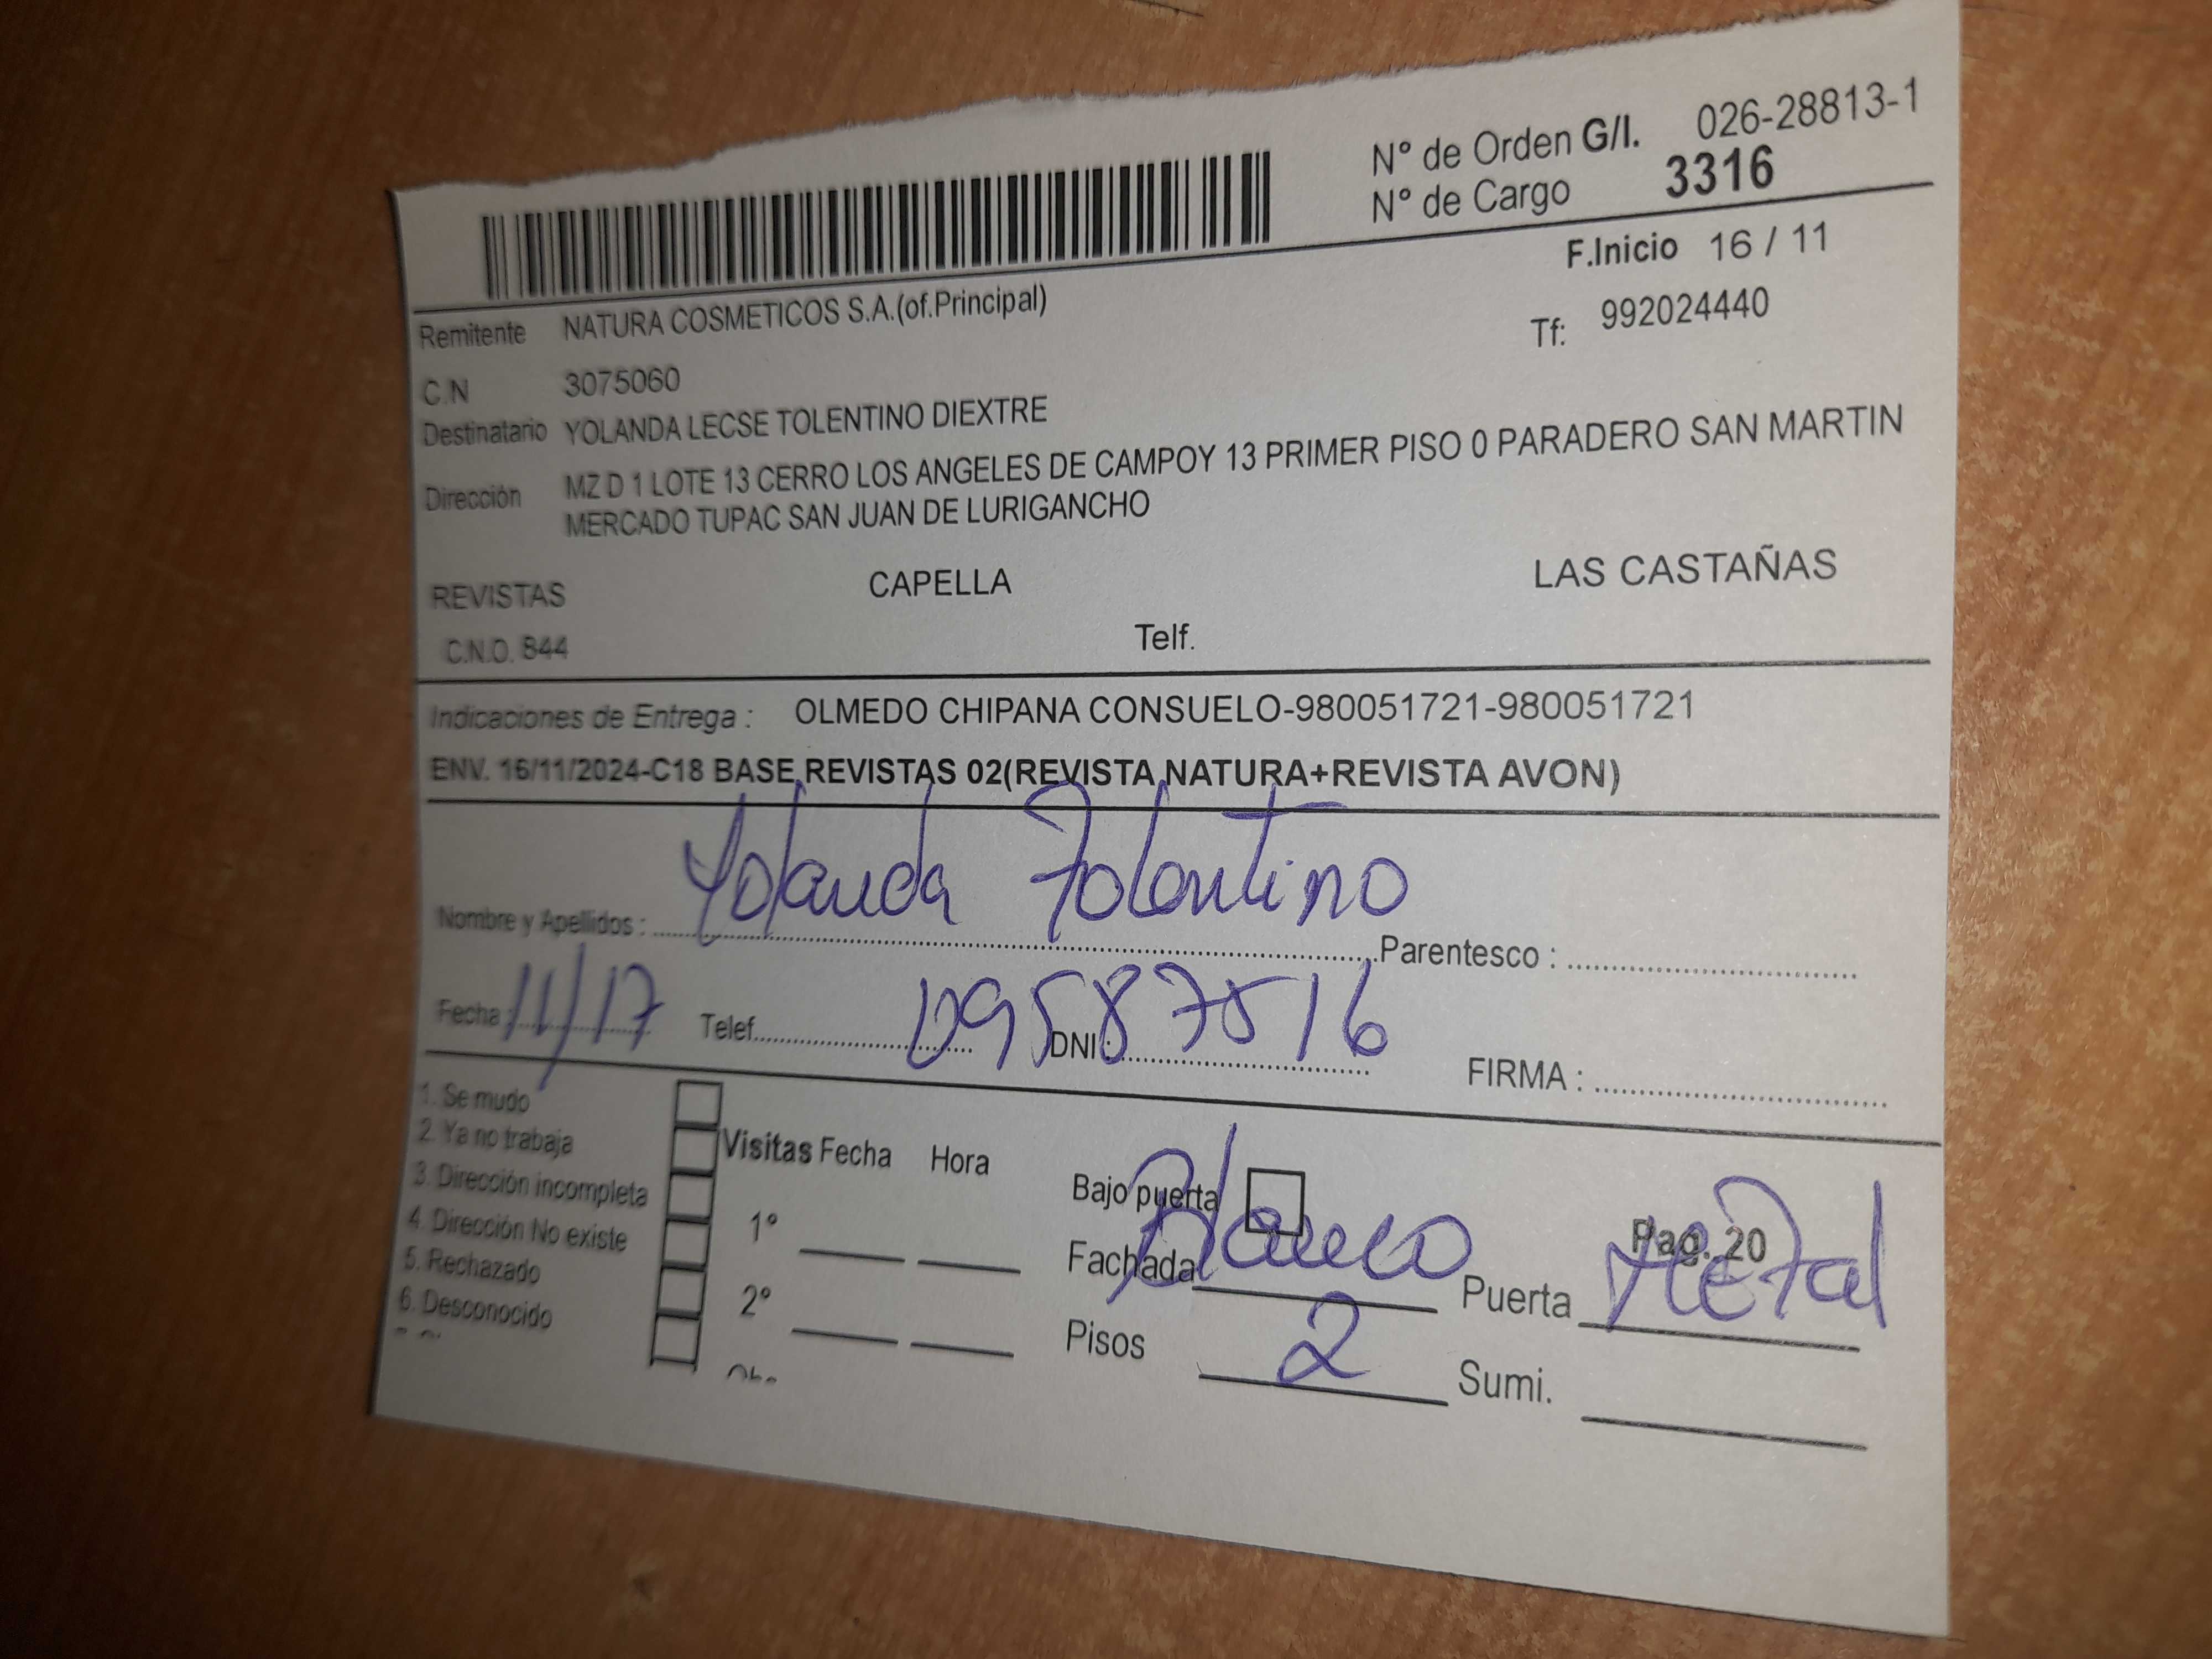 N° de Orden G/I. 026-28813-1
N° de Cargo 3316
F.Inicio 16 / 11
Remitente NATURA COSMETICOS S.A.(of.Principal)
Tf: 992024440
C.N 3075060
Destinatario YOLANDA LECSE TOLENTINO DIEXTRE
Dirección MZ D 1 LOTE 13 CERRO LOS ANGELES DE CAMPOY 13 PRIMER PISO 0 PARADERO SAN MARTIN
MERCADO TUPAC SAN JUAN DE LURIGANCHO
REVISTAS CAPELLA LAS CASTAÑAS
C.N.O. 844 Telf.
Indicaciones de Entrega : OLMEDO CHIPANA CONSUELO-980051721-980051721
ENV. 16/11/2024-C18 BASE REVISTAS 02(REVISTA NATURA+REVISTA AVON)
Nombre y Apellidos : Yolanda Tolentino Parentesco :
Fecha : 11/17 Telef. DNI : 09587516 FIRMA :
1. Se mudo
2. Ya no trabaja
3. Dirección incompleta
4. Dirección No existe
5. Rechazado
6. Desconocido
Visitas Fecha Hora
1°
2°
Bajo puerta Pag. 20
Fachada Blanco Puerta Metal
Pisos 2 Sumi.